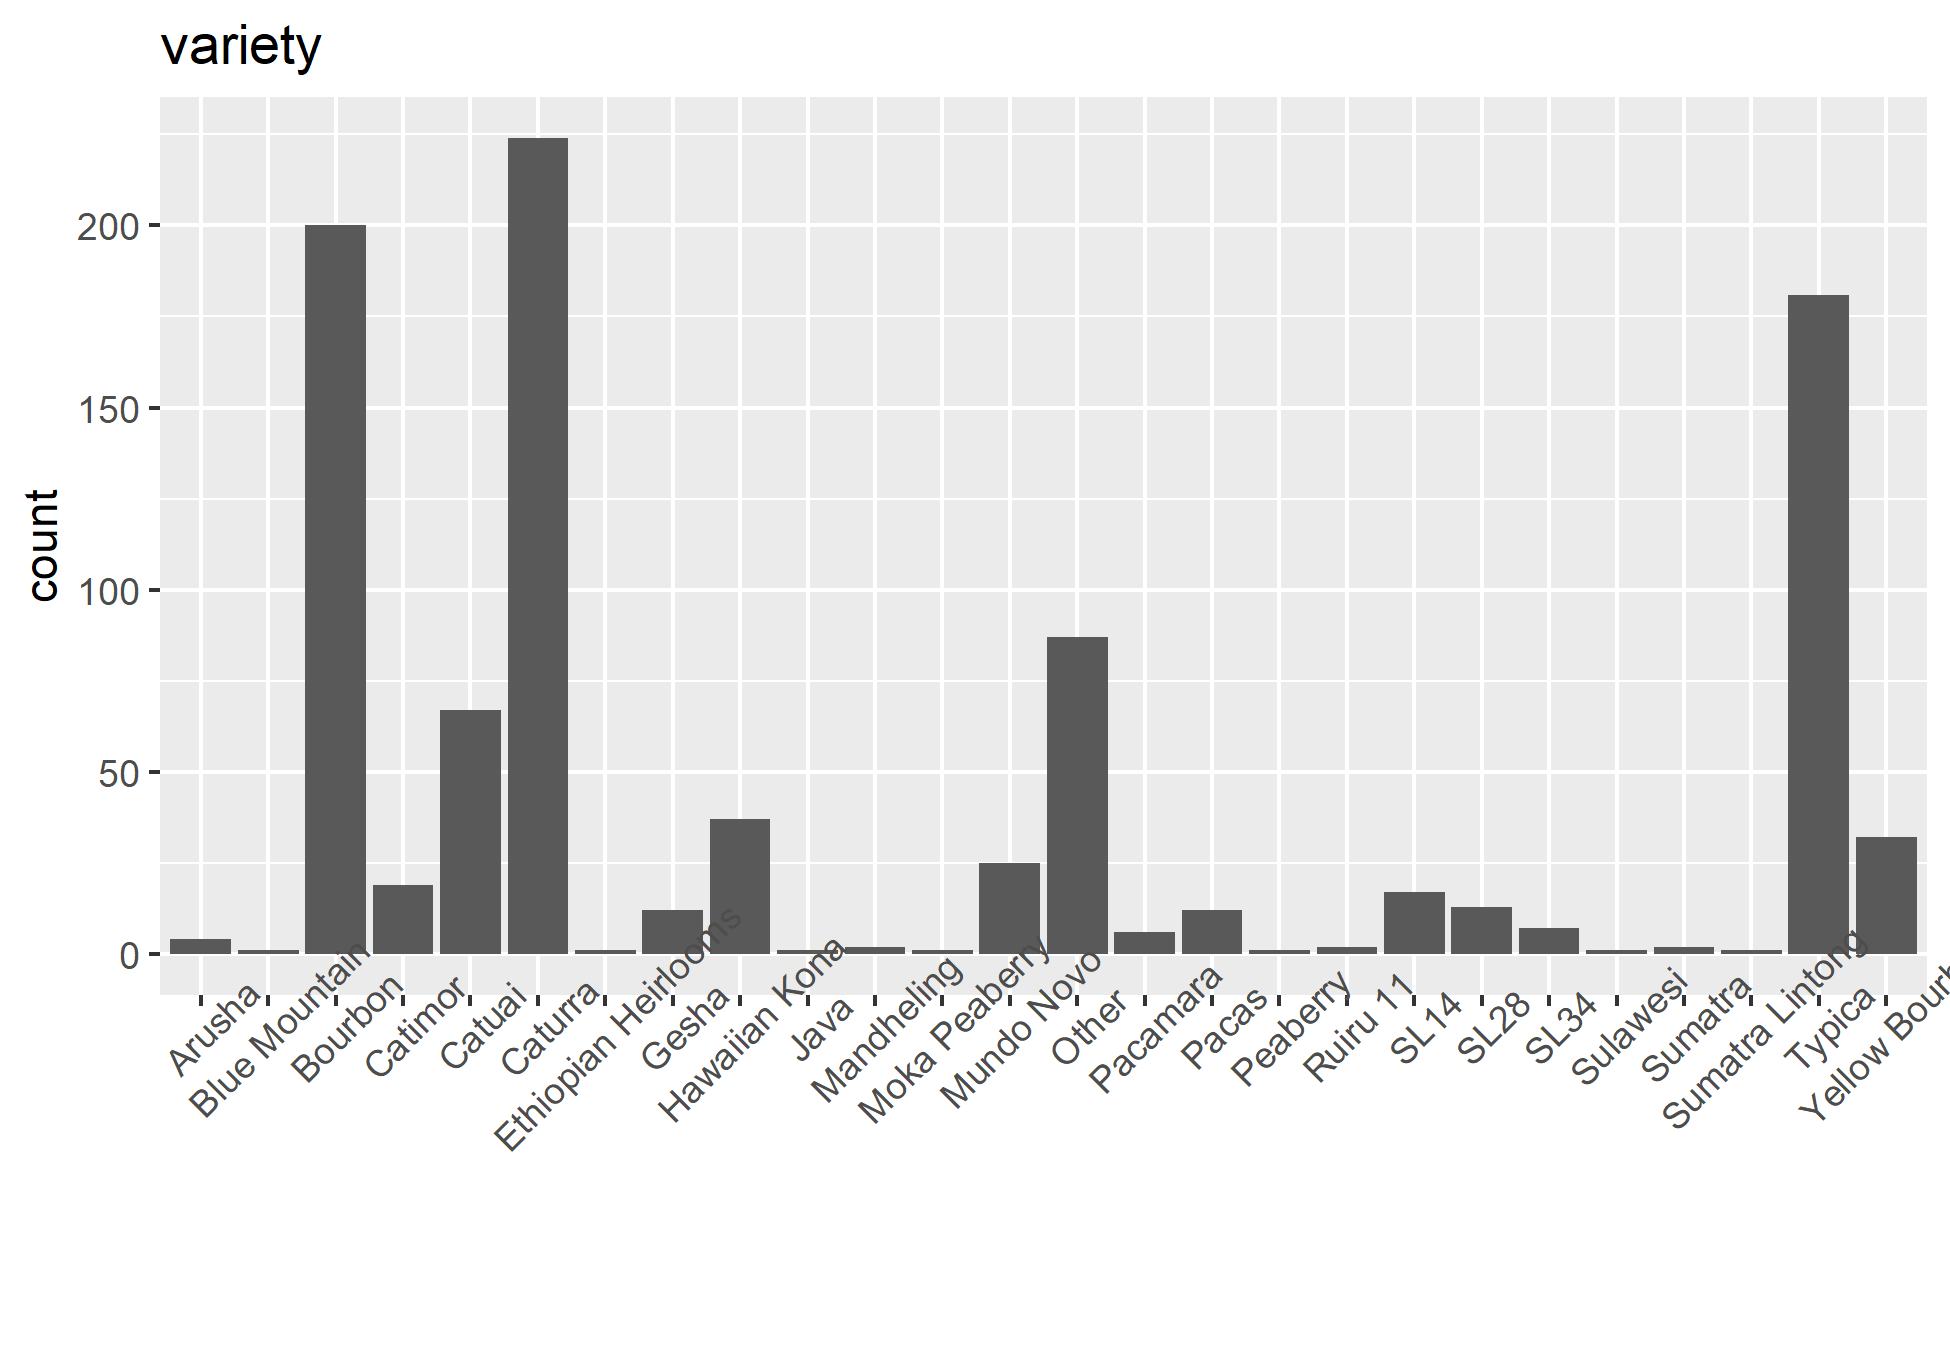 variety
count
200
150
100
50
0
Arusha
Blue Mountain
Bourbon
Catimor
Catuai
Caturra
Ethiopian Heirlooms
Gesha
Hawaiian Kona
Java
Mandheling
Moka Peaberry
Mundo Novo
Other
Pacamara
Pacas
Peaberry
Ruiru 11
SL14
SL28
SL34
Sulawesi
Sumatra
Sumatra Lintong
Typica
Yellow Bourb